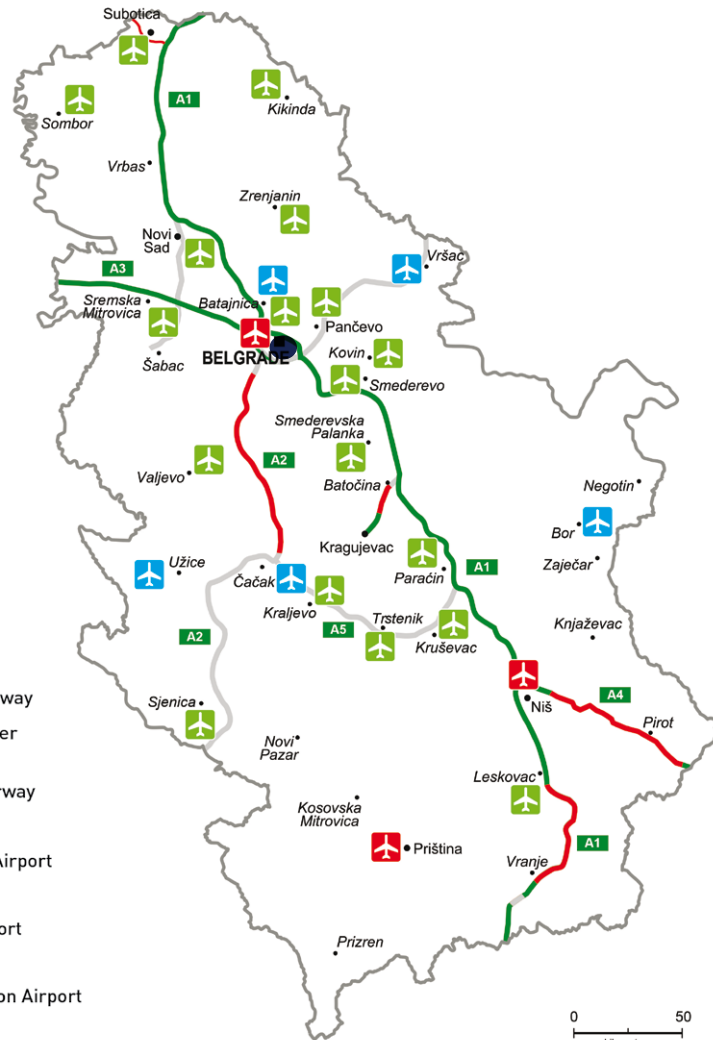 Subotica
A1
Sombor
Kikinda
Vrbas
Zrenjanin
Novi
Sad
Vršac
A3
Sremska
Mitrovica
Batajnica
Pančevo
BELGRADE
Kovin
Šabac
Smederevo
Smederevska
Palanka
A2
Valjevo
Batočina
Negotin
Bor
Kragujevac
Zaječar
Užice
Čačak
Paraćin
A1
Kraljevo
A2
A5
Trstenik
Kruševac
Knjaževac
Niš
A4
Sjenica
Pirot
Novi
Pazar
Leskovac
Kosovska
Mitrovica
A1
Priština
Vranje
Prizren
way
er
rway
Airport
ort
on Airport
0 50